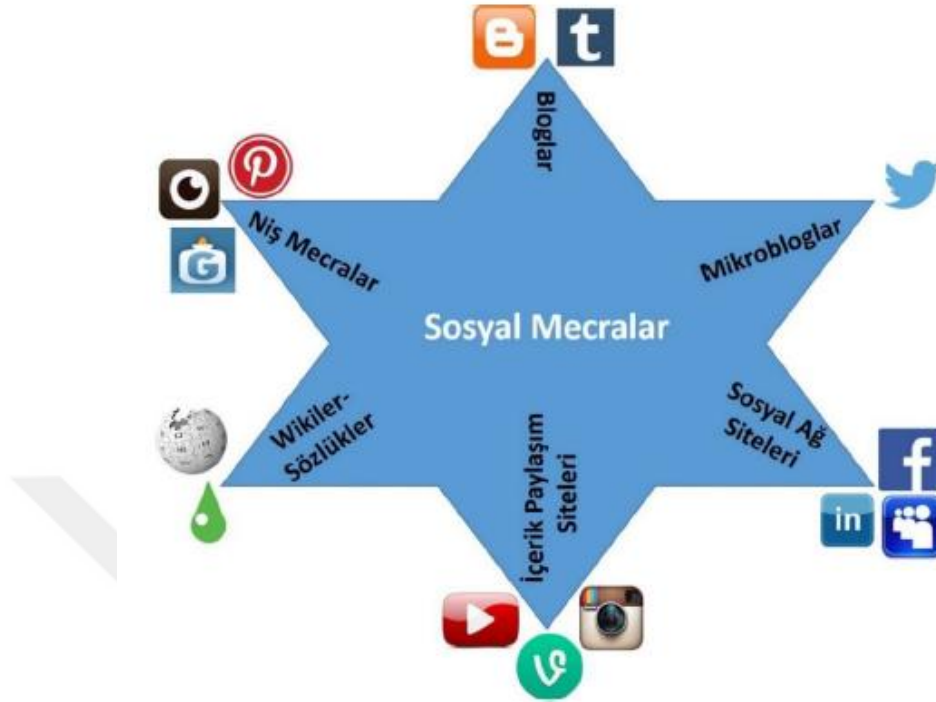 Bloglar
Niş Mecralar
Mikrobloglar
Sosyal Mecralar
Wikiler-
Sözlükler
İçerik Paylaşım
Siteleri
Sosyal Ağ
Siteleri
t
G
f
in